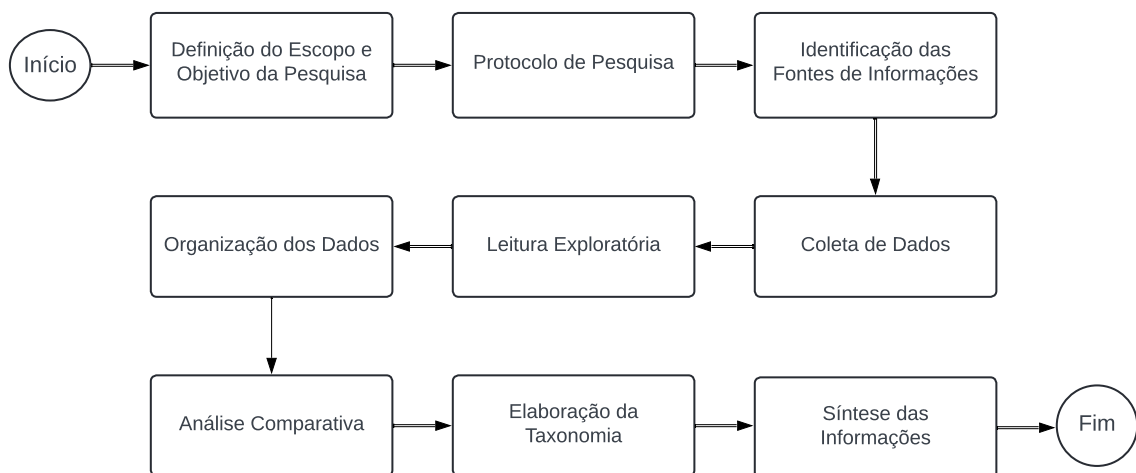 Início
Definição do Escopo e
Objetivo da Pesquisa
Protocolo de Pesquisa
Identificação das
Fontes de Informações
Coleta de Dados
Leitura Exploratória
Organização dos Dados
Análise Comparativa
Elaboração da
Taxonomia
Síntese das
Informações
Fim